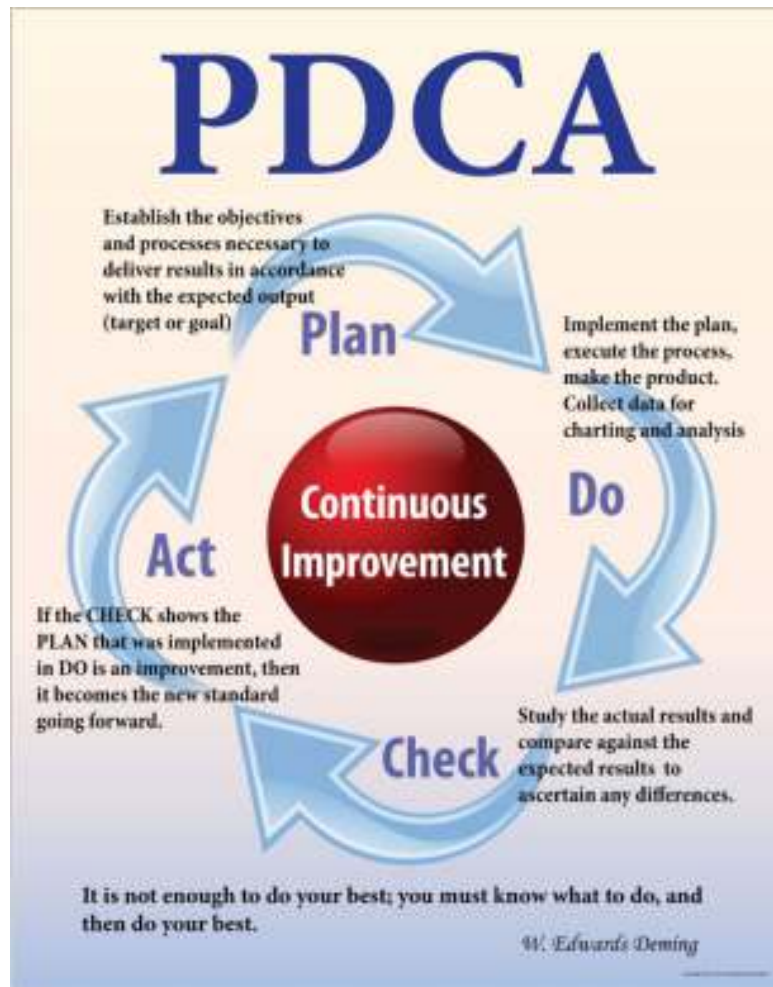 PDCA
Establish the objectives
and processes necessary to
deliver results in accordance
with the expected output
(target or goal)
Plan
Implement the plan,
execute the process,
make the product.
Collect data for
charting and analysis
Do
Continuous
Improvement
Act
If the CHECK shows the
PLAN that was implemented
in DO is an improvement, then
it becomes the new standard
going forward.
Check
Study the actual results and
compare against the
expected results to
ascertain any differences.
It is not enough to do your best; you must know what to do, and
then do your best.
W. Edwards Deming